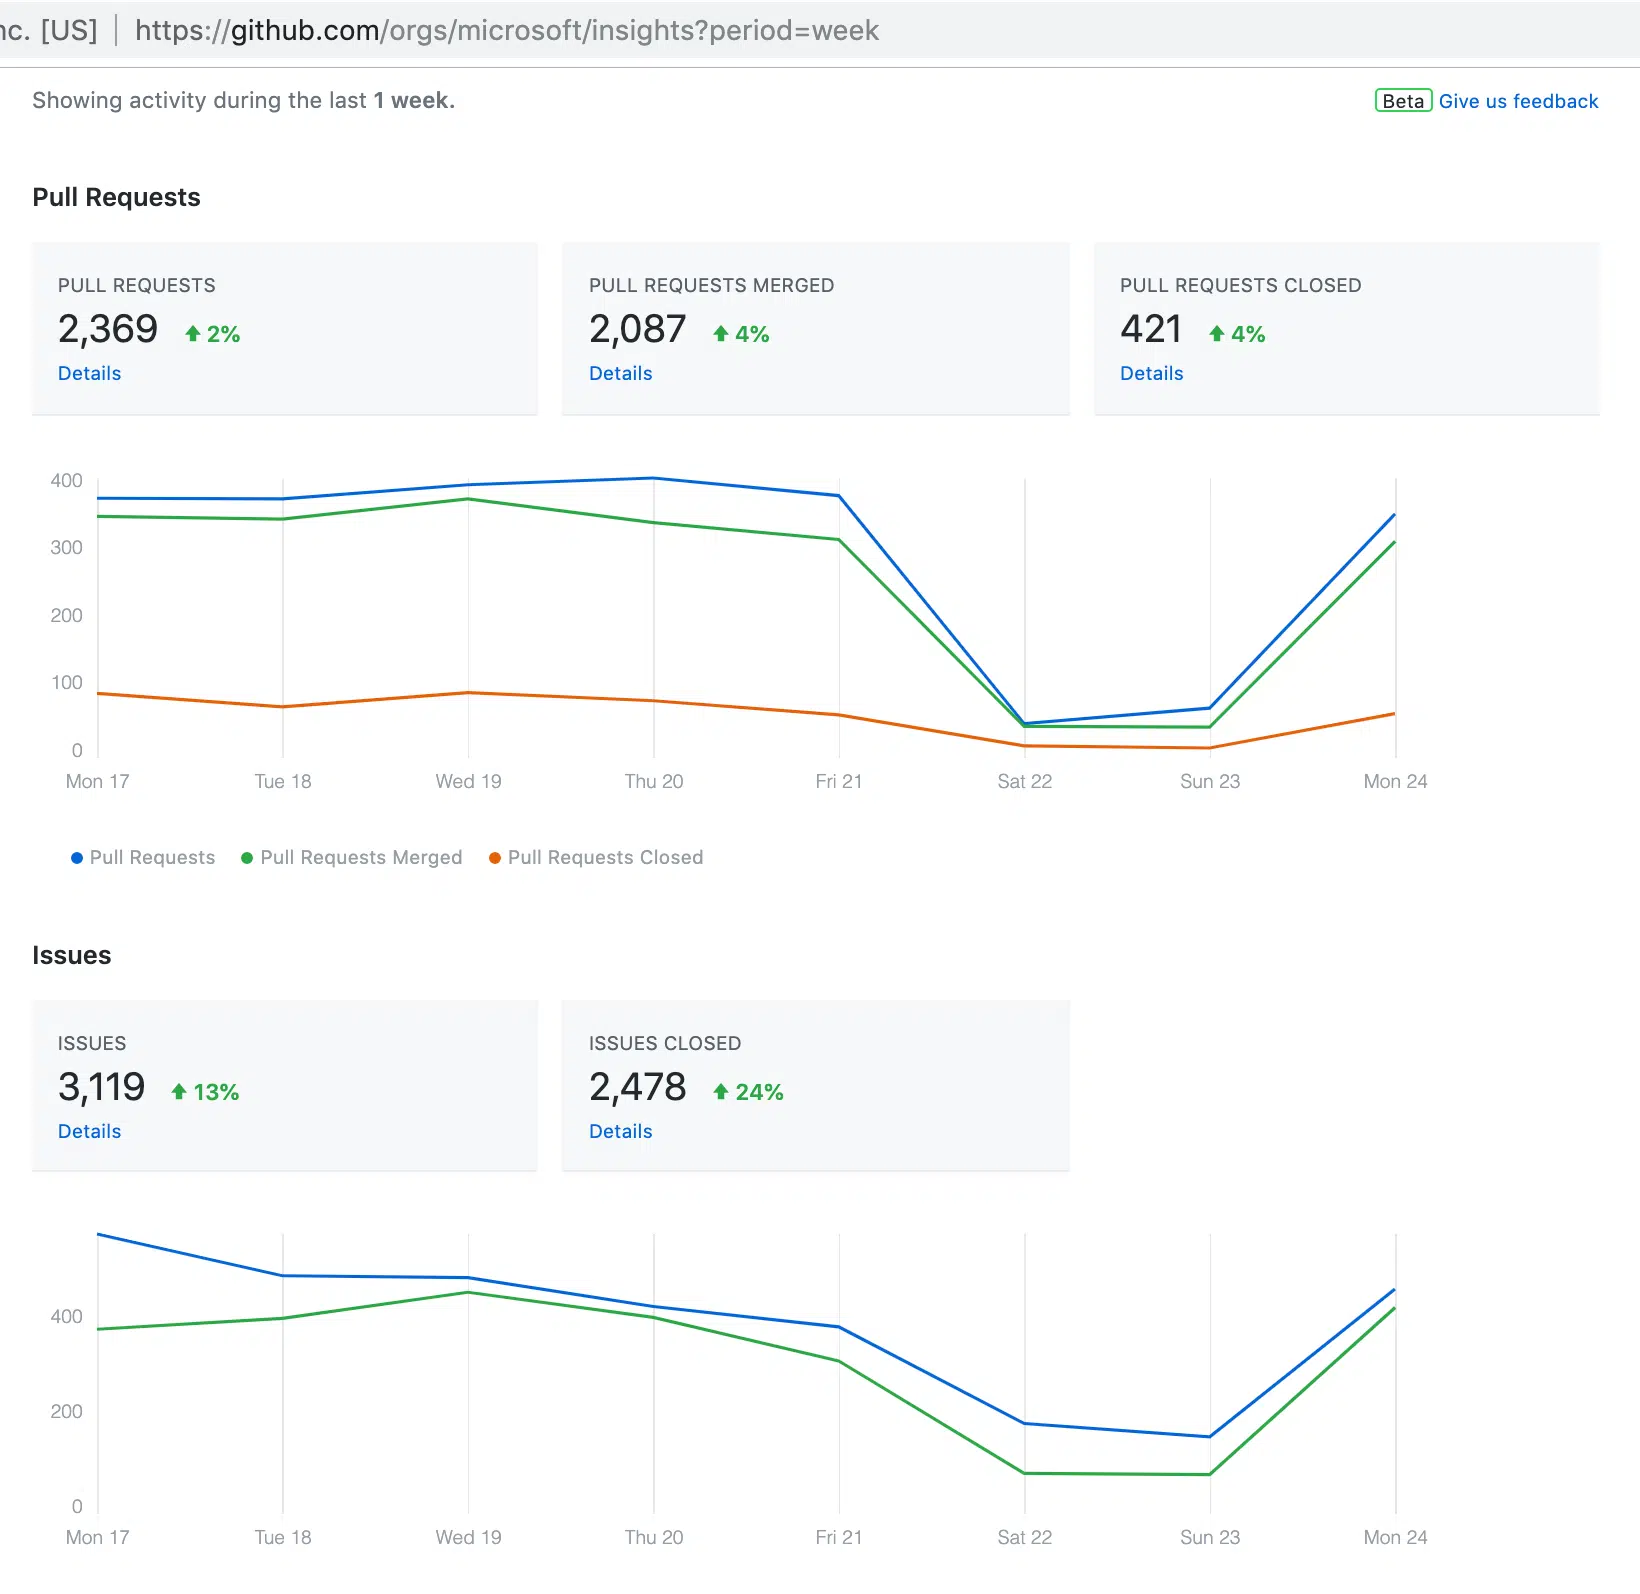 nc. [US] | https://github.com/orgs/microsoft/insights?period=week
Showing activity during the last 1 week.
Beta Give us feedback
Pull Requests
PULL REQUESTS
2,369 2%
Details
PULL REQUESTS MERGED
2,087 4%
Details
PULL REQUESTS CLOSED
421 4%
Details
400
300
200
100
0
Mon 17 Tue 18 Wed 19 Thu 20 Fri 21 Sat 22 Sun 23 Mon 24
Pull Requests Pull Requests Merged Pull Requests Closed
Issues
ISSUES
3,119 13%
Details
ISSUES CLOSED
2,478 24%
Details
400
200
0
Mon 17 Tue 18 Wed 19 Thu 20 Fri 21 Sat 22 Sun 23 Mon 24